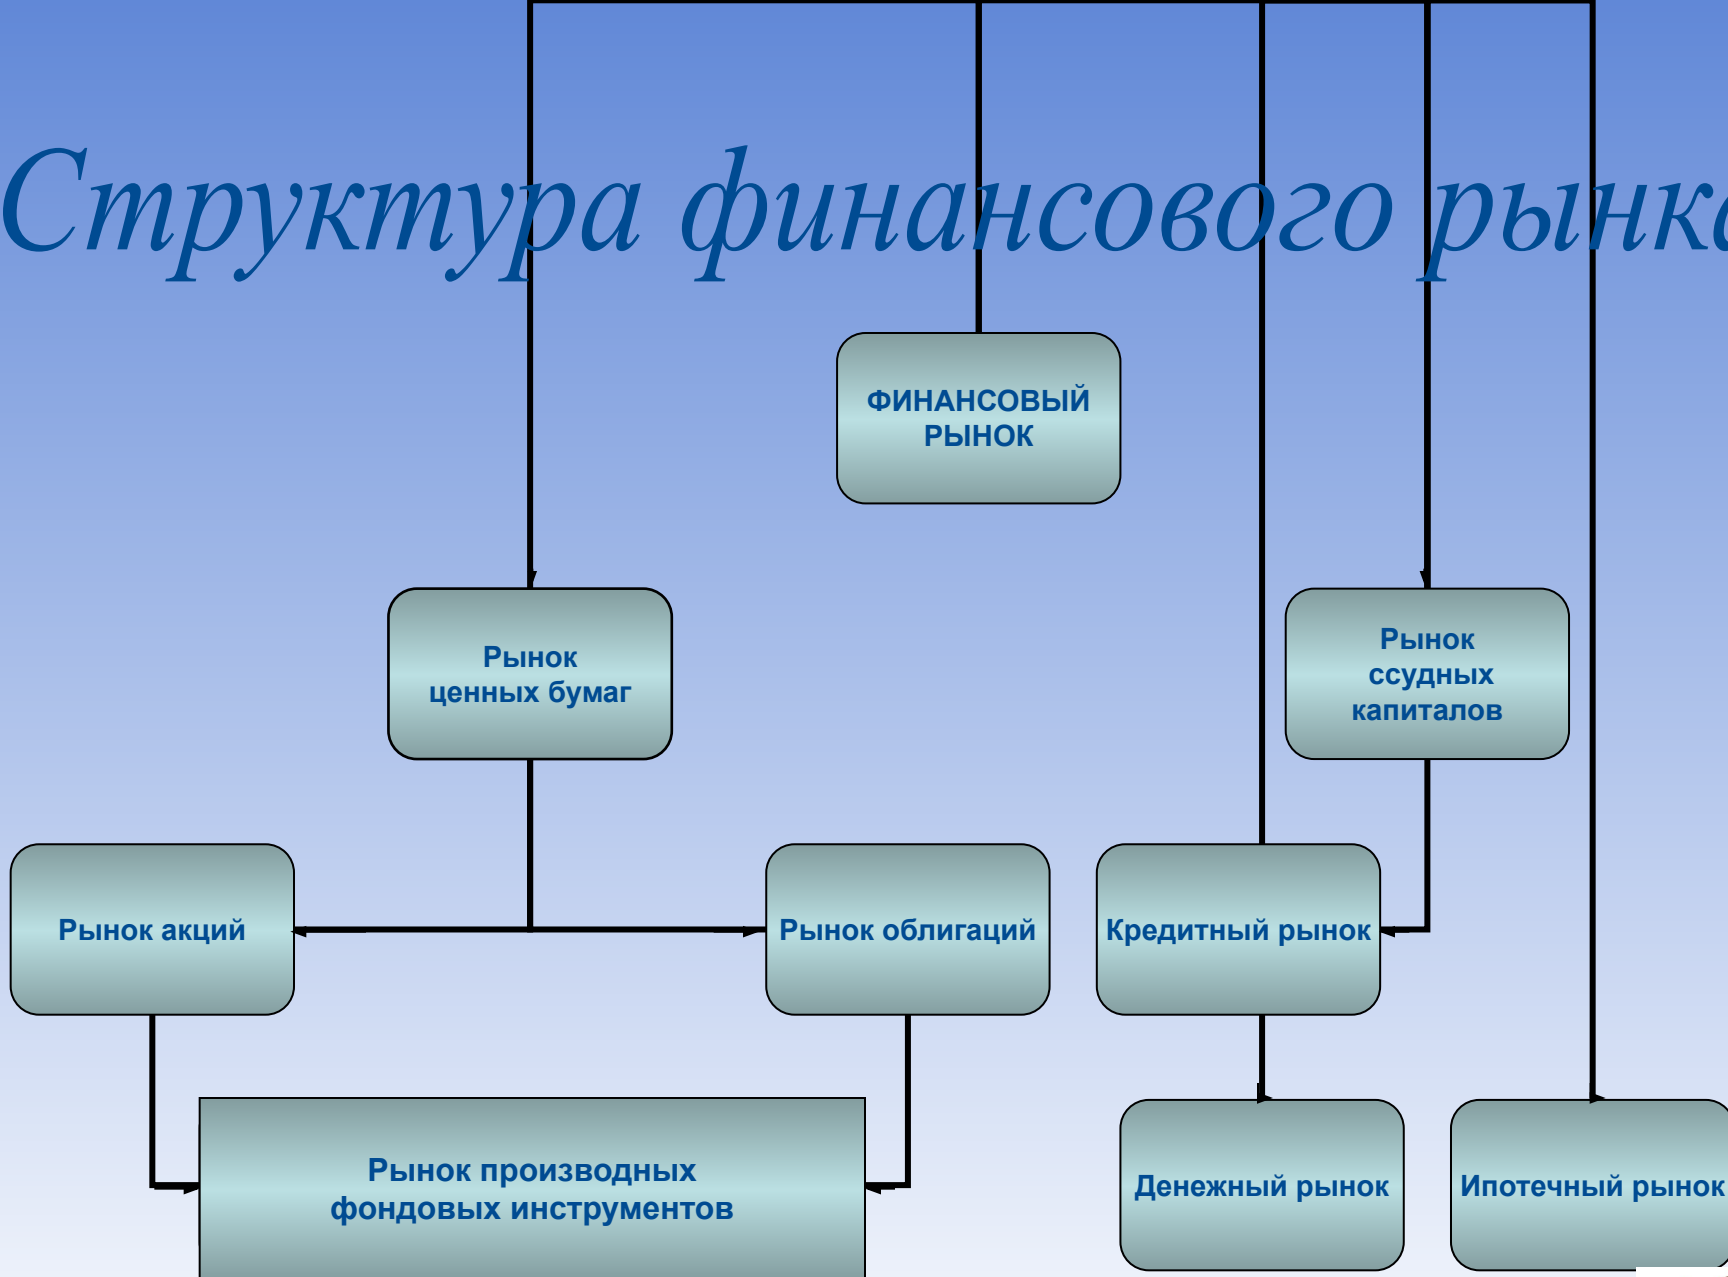 Структура финансового рынка
ФИНАНСОВЫЙ
РЫНОК
Рынок
ценных бумаг
Рынок
ссудных
капиталов
Рынок акций
Рынок облигаций
Кредитный рынок
Рынок производных
фондовых инструментов
Денежный рынок
Ипотечный рынок